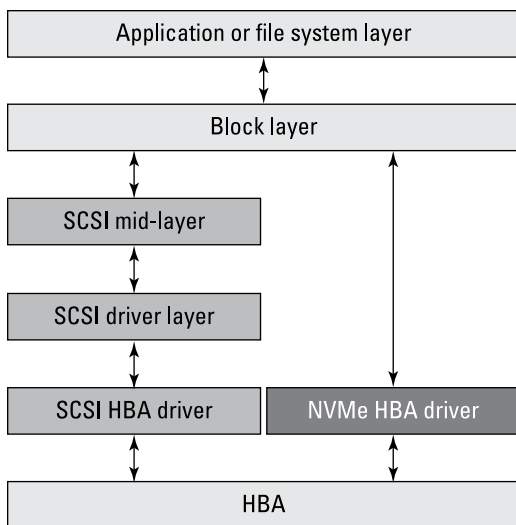 Application or file system layer
Block layer
SCSI mid-layer
SCSI driver layer
SCSI HBA driver
NVMe HBA driver
HBA